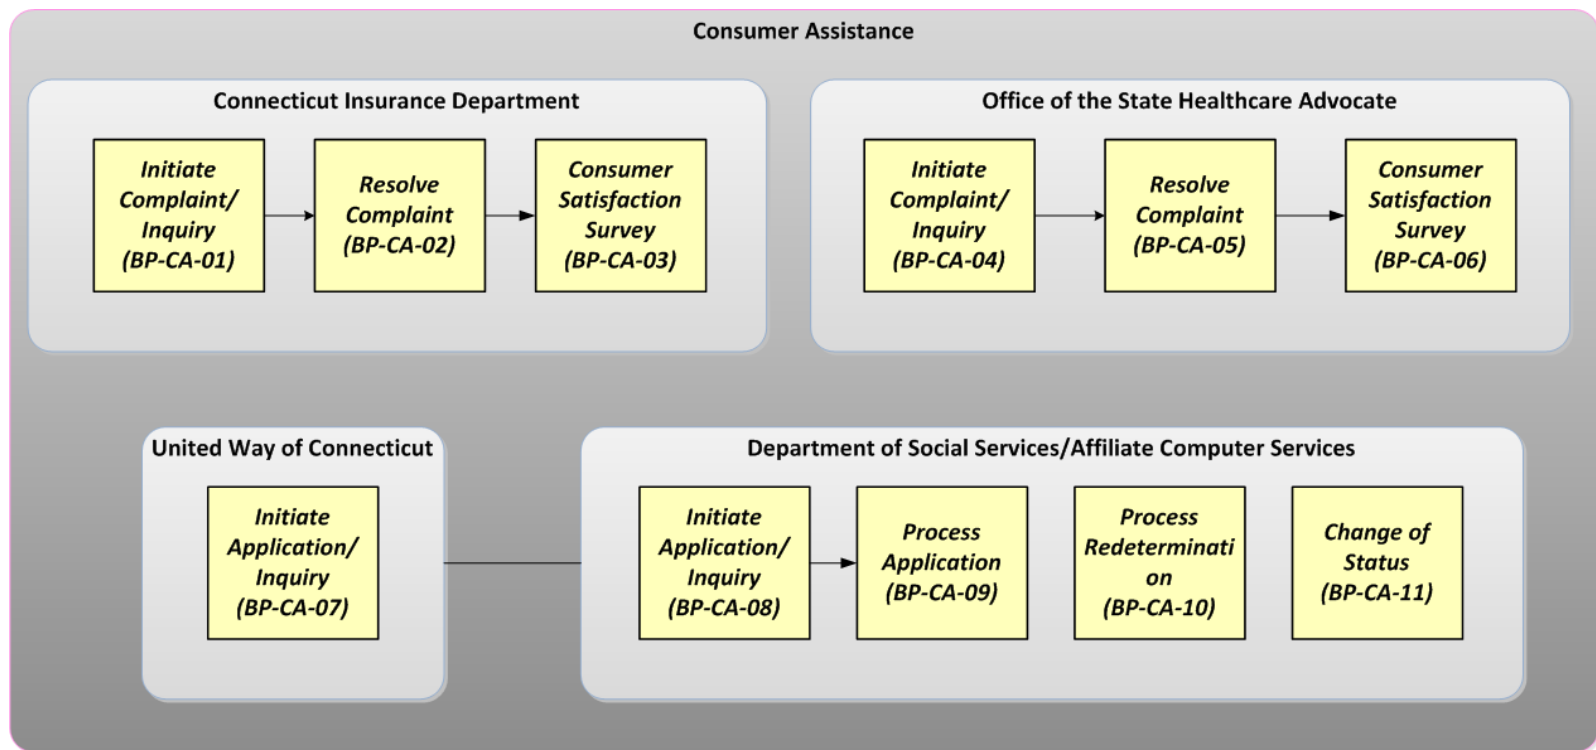 Consumer Assistance
Connecticut Insurance Department
Initiate
Complaint/
Inquiry
(BP-CA-01)
Resolve
Complaint
(BP-CA-02)
Consumer
Satisfaction
Survey
(BP-CA-03)
Office of the State Healthcare Advocate
Initiate
Complaint/
Inquiry
(BP-CA-04)
Resolve
Complaint
(BP-CA-05)
Consumer
Satisfaction
Survey
(BP-CA-06)
United Way of Connecticut
Initiate
Application/
Inquiry
(BP-CA-07)
Department of Social Services/Affiliate Computer Services
Initiate
Application/
Inquiry
(BP-CA-08)
Process
Application
(BP-CA-09)
Process
Redeterminati
on
(BP-CA-10)
Change of
Status
(BP-CA-11)